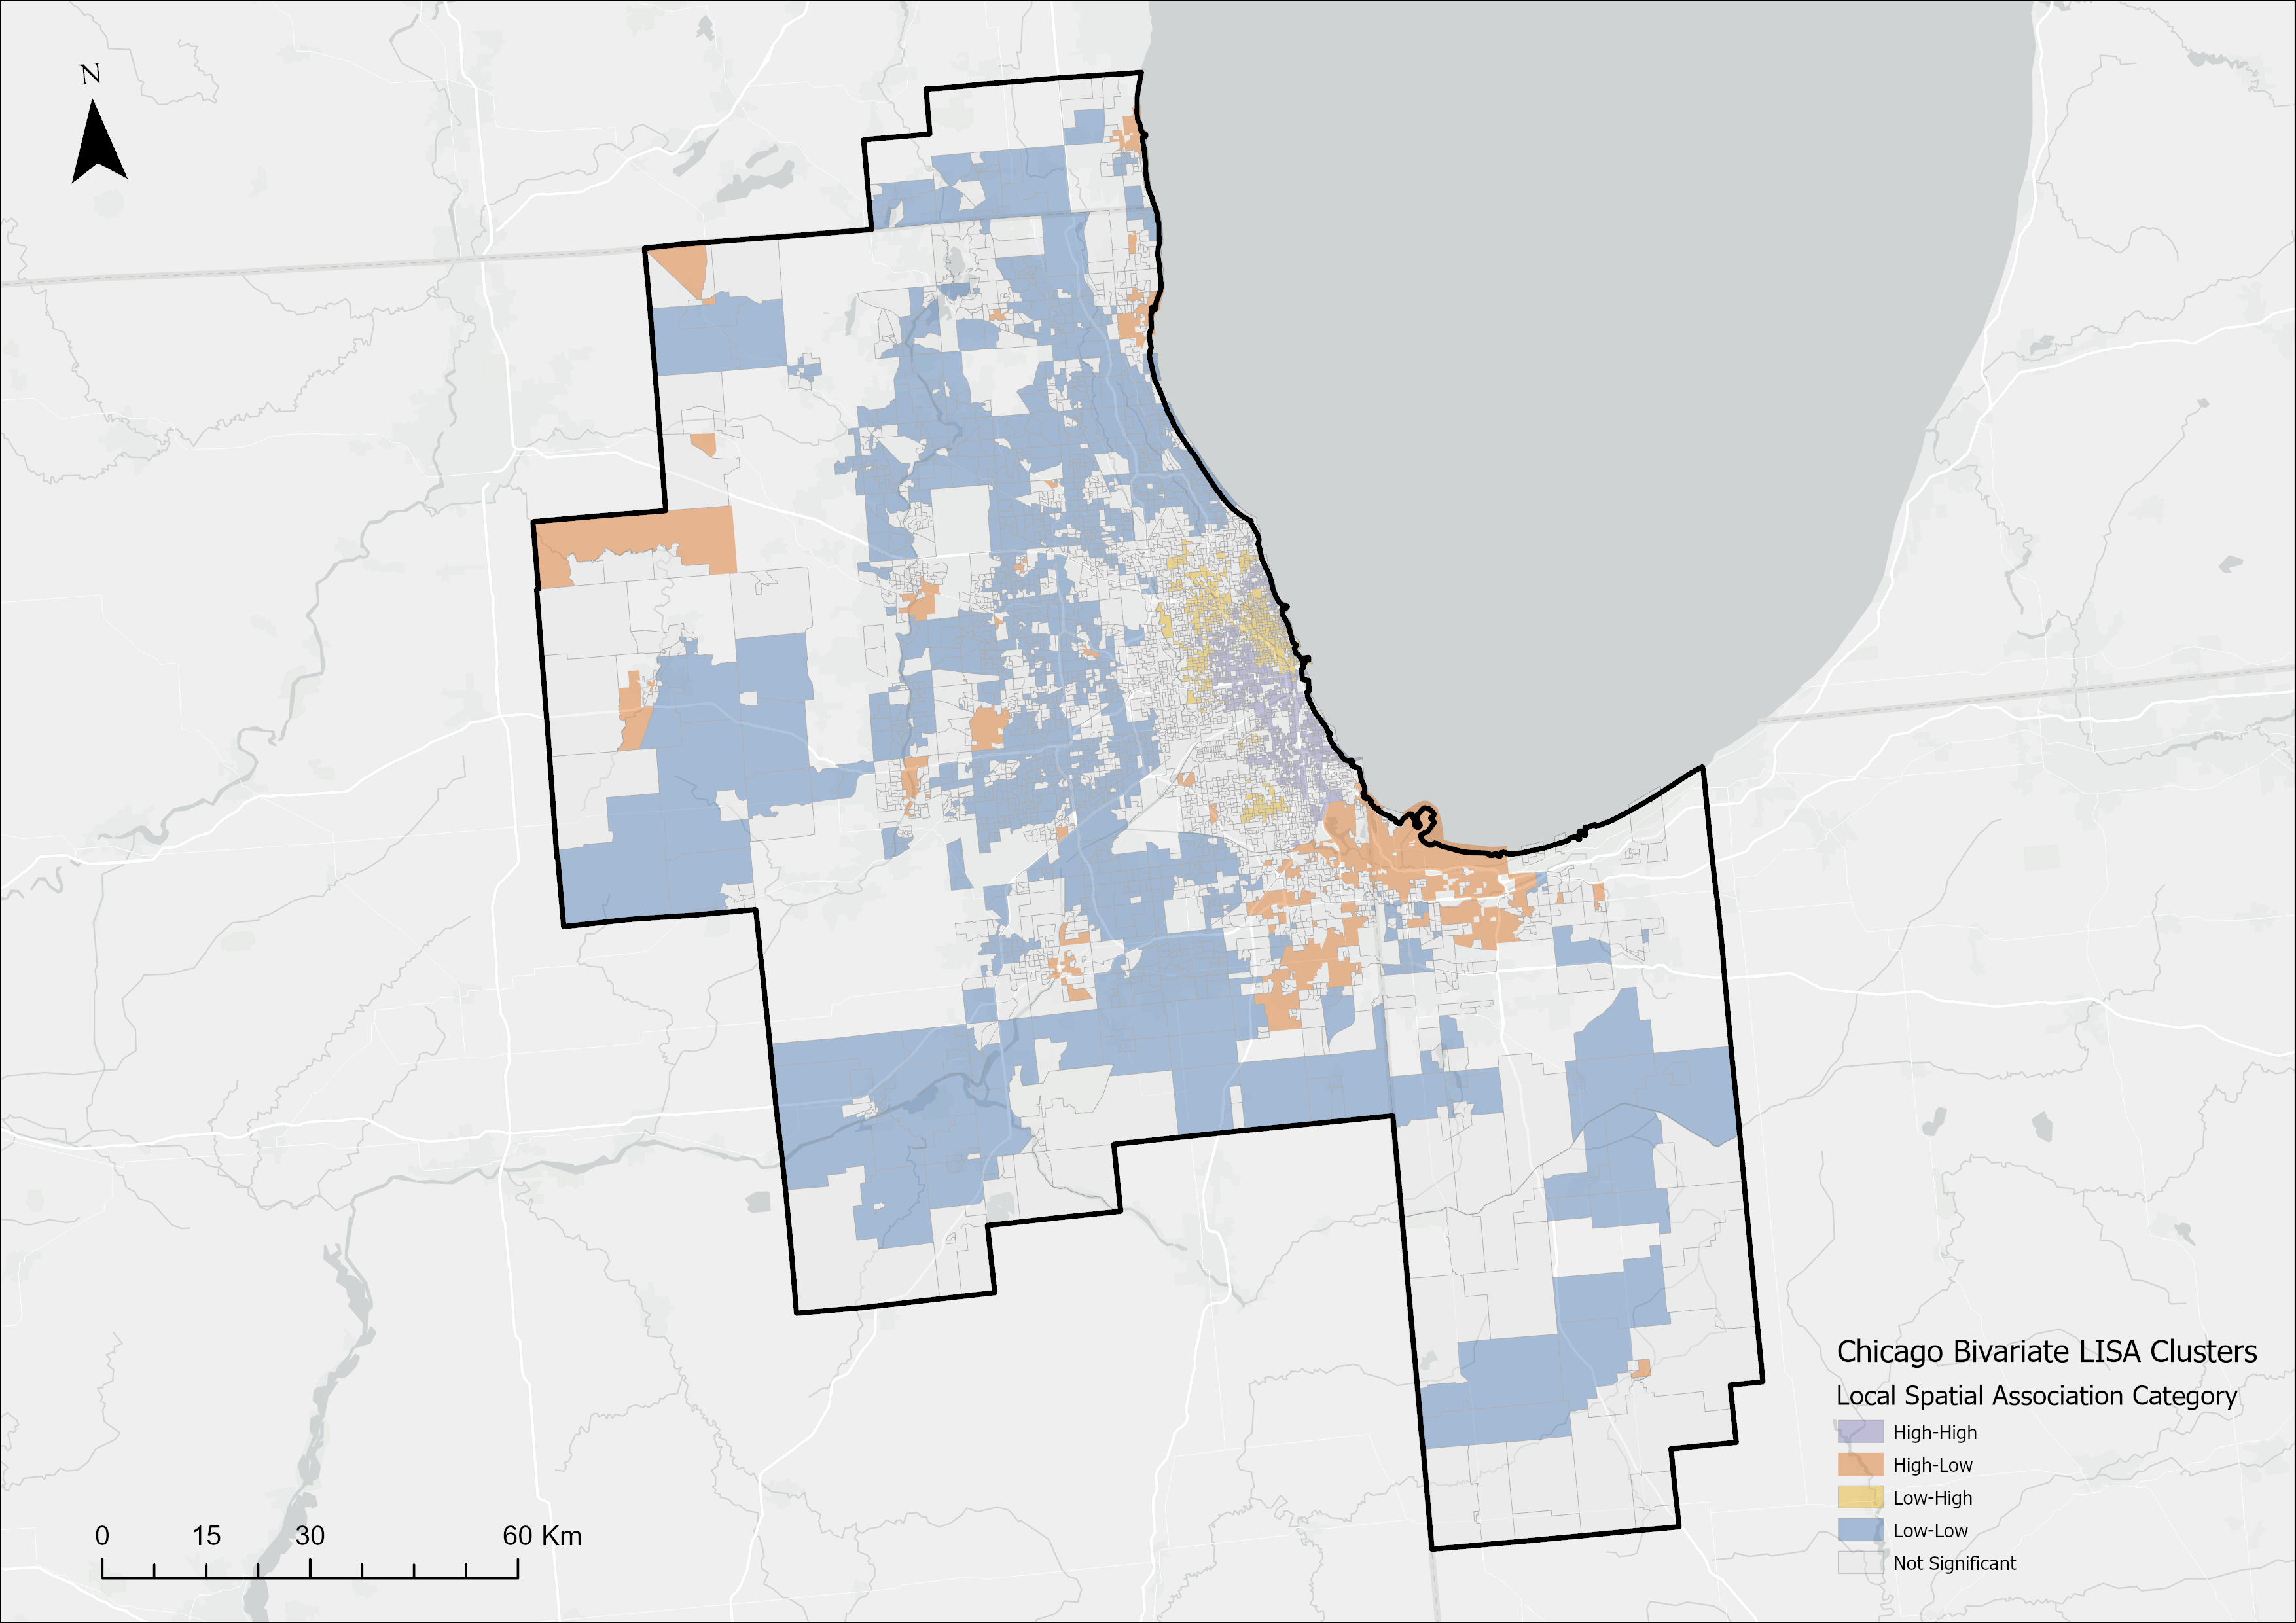 N
Chicago Bivariate LISA Clusters
Local Spatial Association Category
High-High
High-Low
Low-High
Low-Low
Not Significant
0 15 30 60 Km